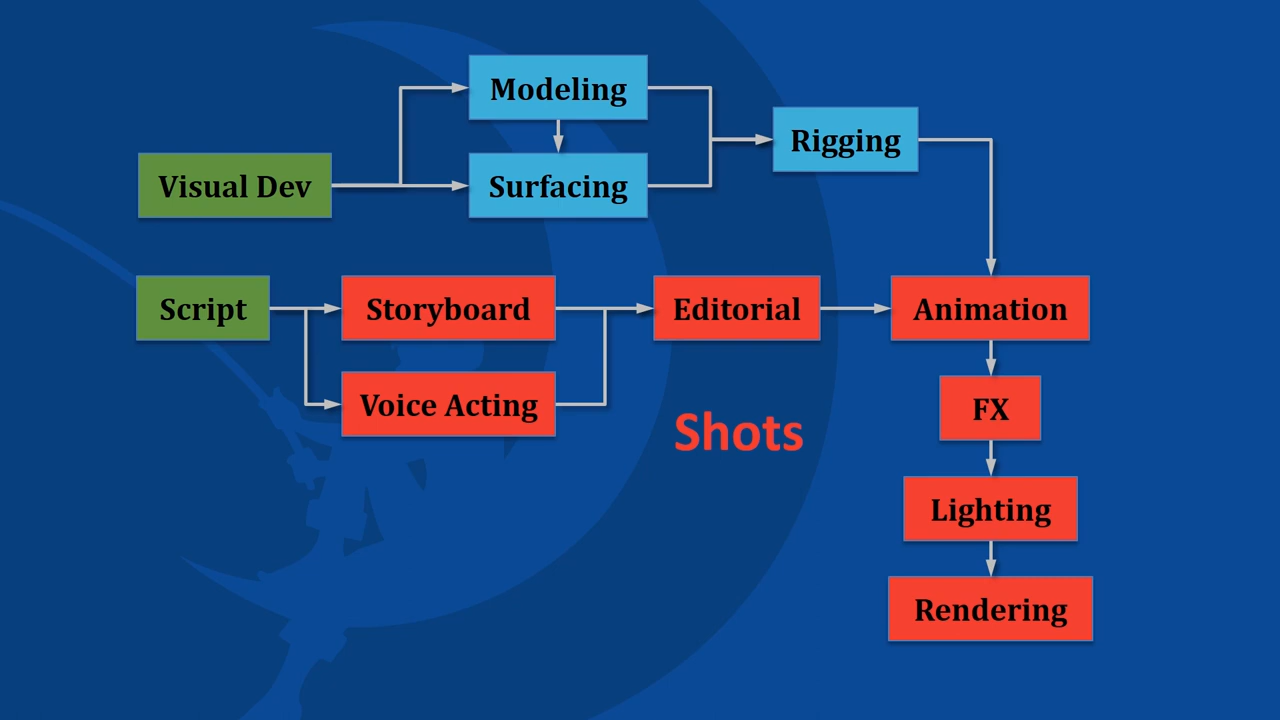 Modeling
Rigging
Visual Dev
Surfacing
Script
Storyboard
Editorial
Animation
Voice Acting
FX
Shots
Lighting
Rendering